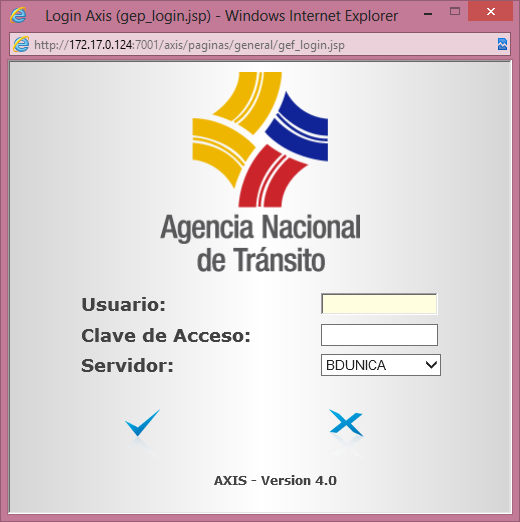 Login Axis (gep_login.jsp) - Windows Internet Explorer
http://172.17.0.124:7001/axis/paginas/general/gef_login.jsp
Agencia Nacional
de Tránsito
Usuario:
Clave de Acceso:
Servidor: BDUNICA
AXIS - Version 4.0